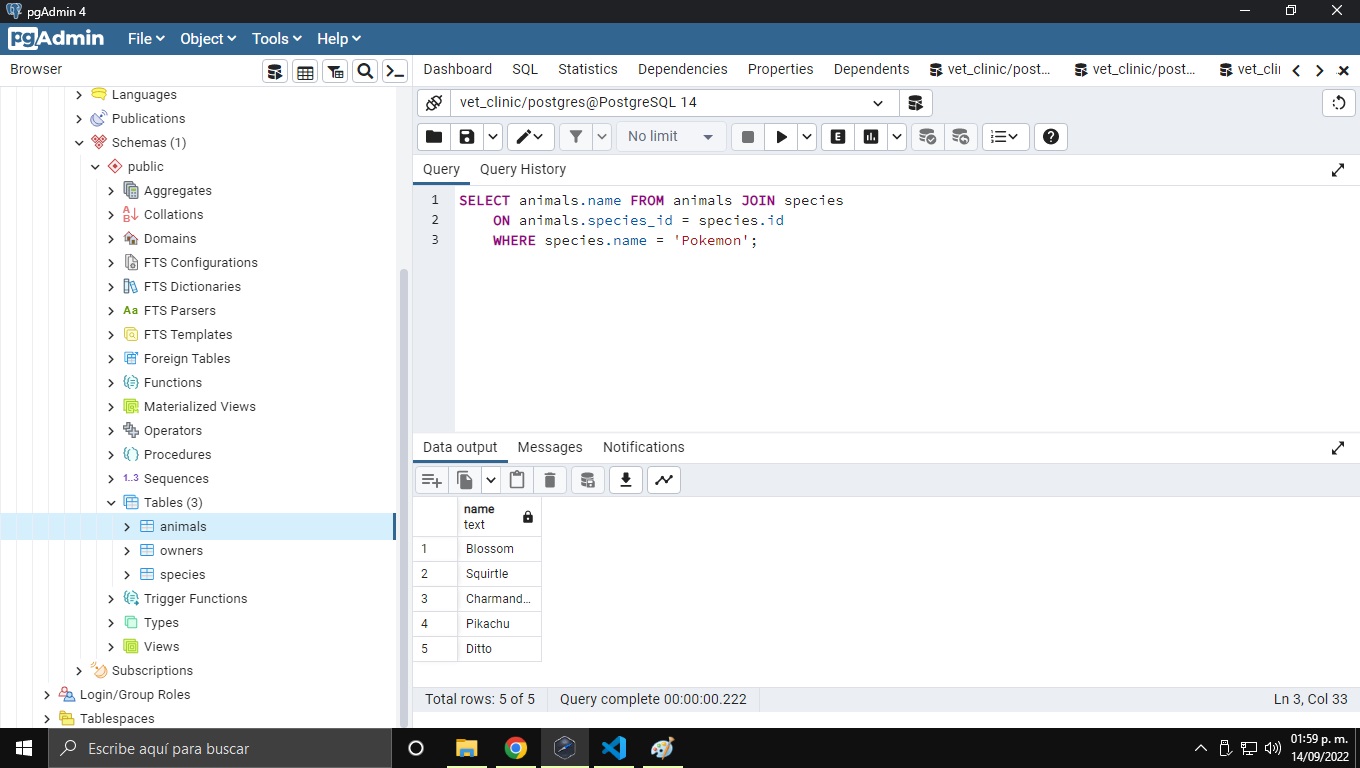 pgAdmin 4
pgAdmin File Object Tools Help
Browser
Dashboard SQL Statistics Dependencies Properties Dependents vet_clinic/post... vet_clinic/post... vet_cli
Languages
Publications
Schemas (1)
public
Aggregates
Collations
Domains
FTS Configurations
FTS Dictionaries
Aa FTS Parsers
FTS Templates
Foreign Tables
Functions
Materialized Views
Operators
Procedures
1..3 Sequences
Tables (3)
animals
owners
species
Trigger Functions
Types
Views
Subscriptions
Login/Group Roles
Tablespaces
vet_clinic/postgres@PostgreSQL 14
No limit E
Query Query History
1 SELECT animals.name FROM animals JOIN species
2 ON animals.species_id = species.id
3 WHERE species.name = 'Pokemon';
Data output Messages Notifications
name
text
1 Blossom
2 Squirtle
3 Charmand...
4 Pikachu
5 Ditto
Total rows: 5 of 5 Query complete 00:00:00.222 Ln 3, Col 33
Escribe aquí para buscar
01:59 p. m.
14/09/2022